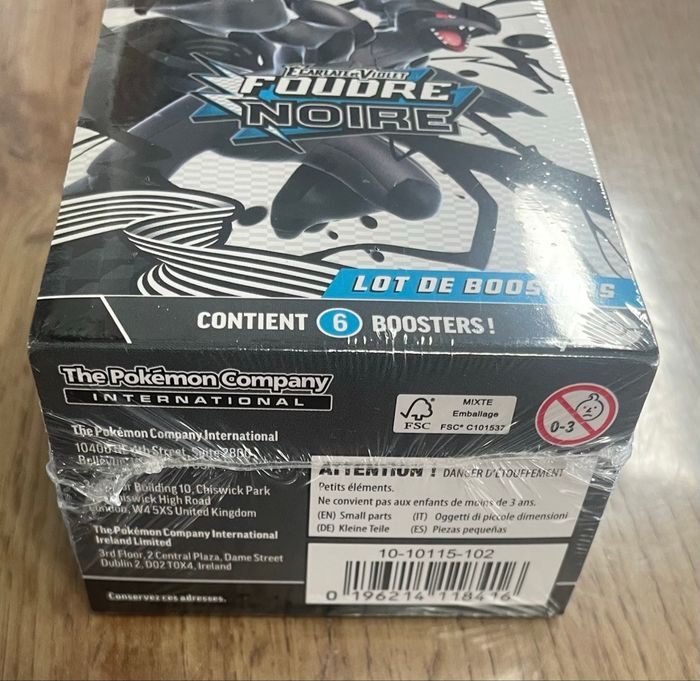 ÉCARLATE & VIOLET
FOUDRE
NOIRE
LOT DE
CONTIENT 6 BOOSTERS!
The Pokémon Company
INTERNATIONAL
MIXTE
Emballage
FSC
FSC® C101537
0-3
The Pokémon Company International
Building 10, Chiswick Park
High Road
London, W4 5XS United Kingdom
The Pokémon Company International
Ireland Limited
3rd Floor, 2 Central Plaza, Dame Street
Dublin 2, D02 T0X4, Ireland
Conservez ces adresses.
ATTENTION ! DANGER D'ÉTOUFFEMENT
Petits éléments.
Ne convient pas aux enfants de moins de 3 ans.
(EN) Small parts (IT) Oggetti di piccole dimensioni
(DE) Kleine Teile (ES) Piezas pequeñas
10-10115-102
0 196214 118416